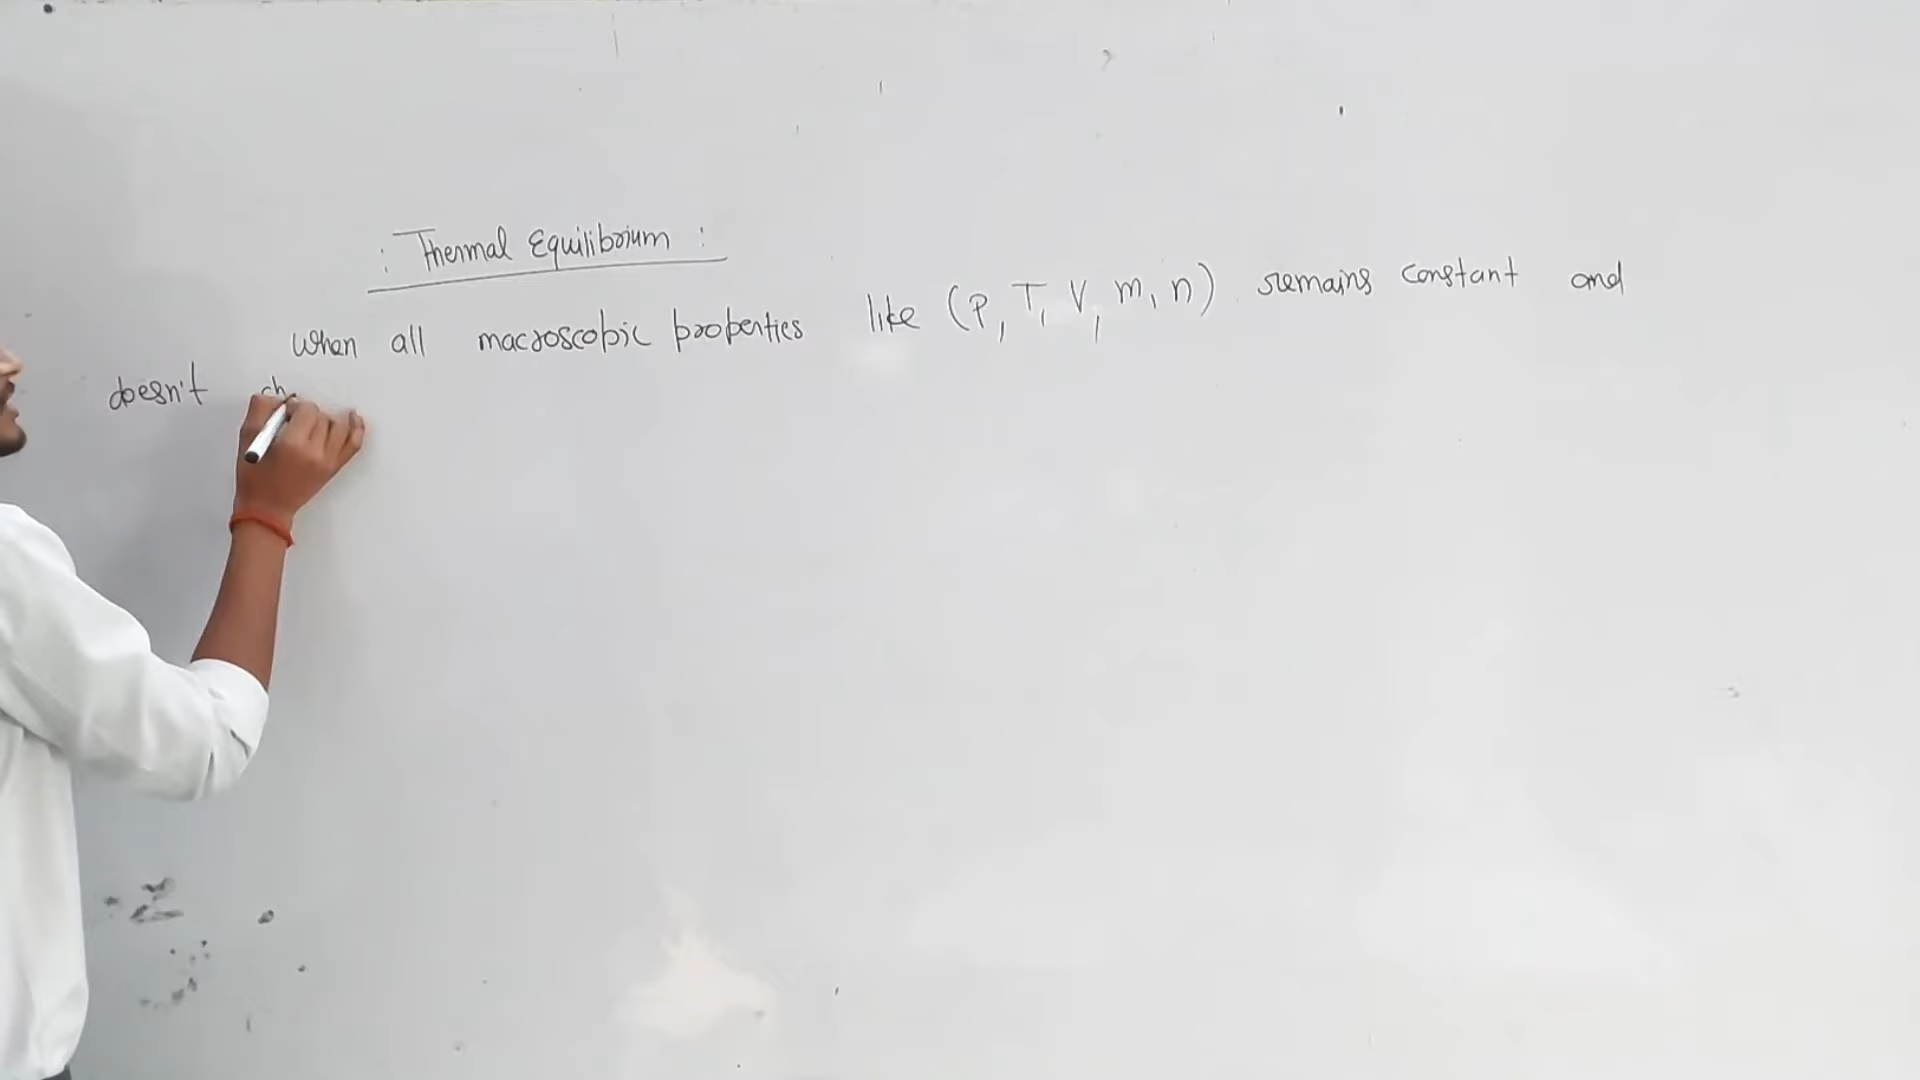 : Thermal Equilibrium :
When all macroscopic properties like (P, T, V, m, n) remains constant and
doesn't ch